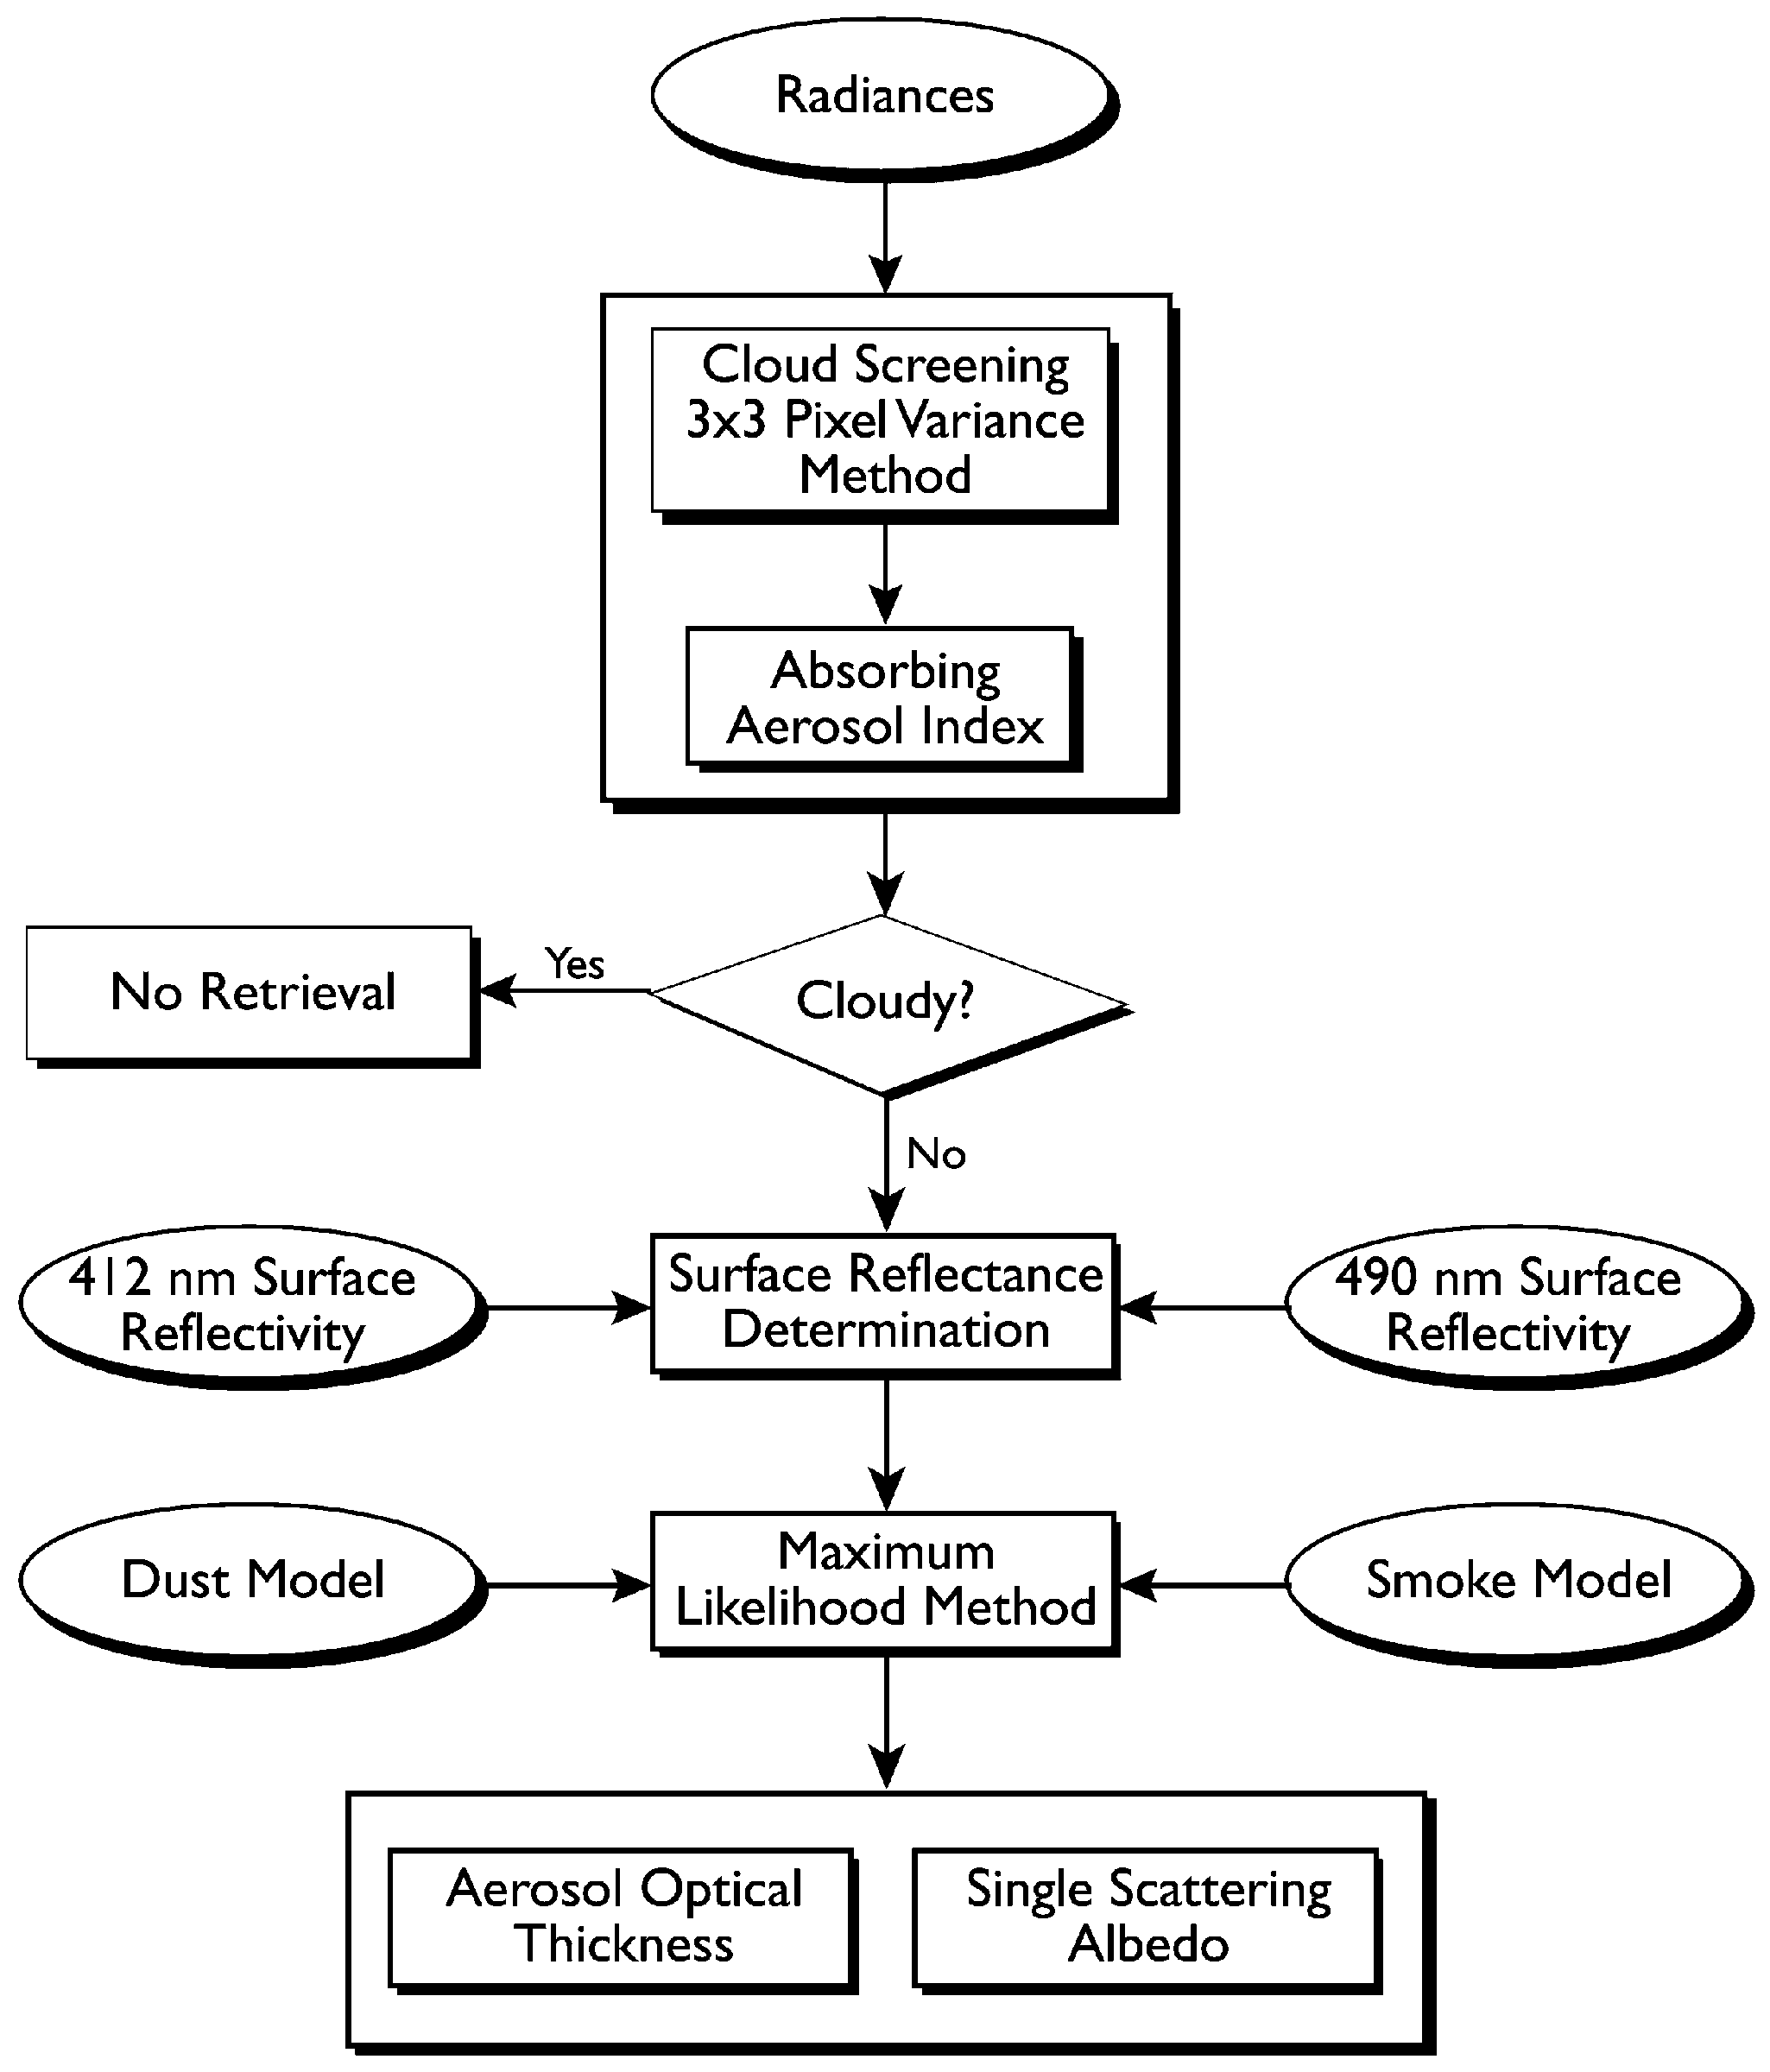 Radiances
Cloud Screening
3x3 Pixel Variance
Method
Absorbing
Aerosol Index
No Retrieval
Yes
Cloudy?
No
412 nm Surface
Reflectivity
Surface Reflectance
Determination
490 nm Surface
Reflectivity
Dust Model
Maximum
Likelihood Method
Smoke Model
Aerosol Optical
Thickness
Single Scattering
Albedo